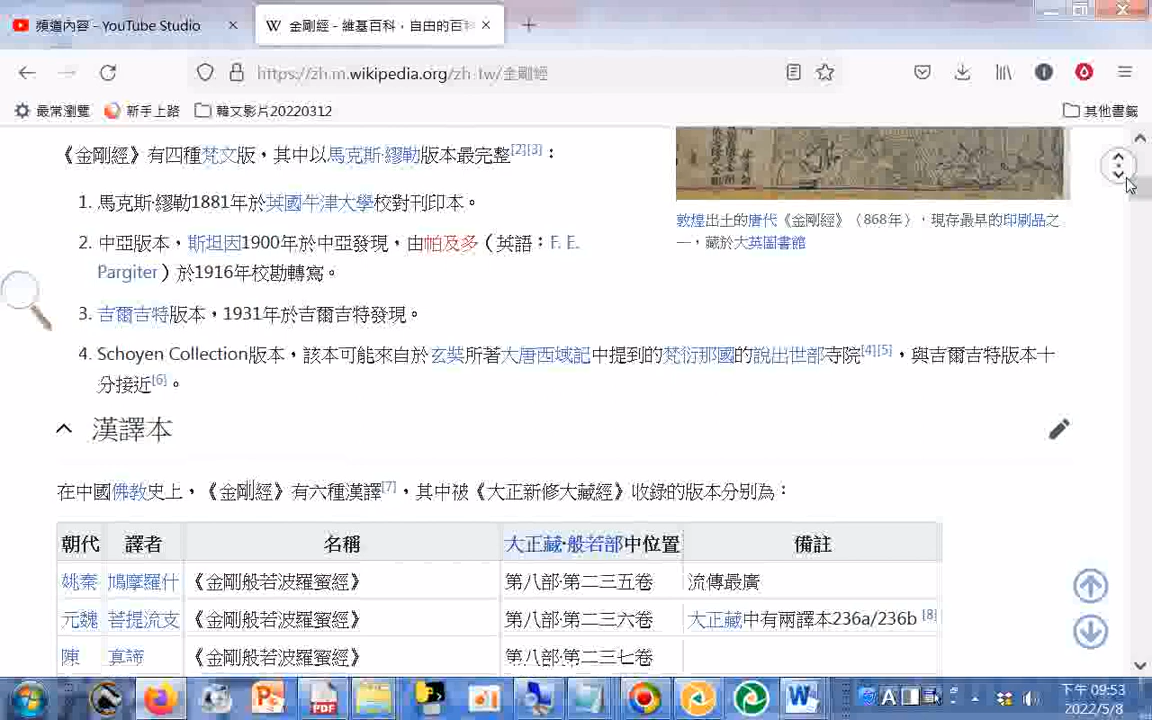 頻道內容 - YouTube Studio
金剛經 - 維基百科，自由的百科
https://zh.m.wikipedia.org/zh-tw/金剛經
最常瀏覽 新手上路 韓文影片20220312 其他書籤
《金剛經》有四種梵文版，其中以馬克斯·繆勒版本最完整[2][3]：
1. 馬克斯·繆勒1881年於英國牛津大學校對刊印本。
2. 中亞版本，斯坦因1900年於中亞發現，由帕及多（英語：F. E.
Pargiter）於1916年校勘轉寫。
3. 吉爾吉特版本，1931年於吉爾吉特發現。
4. Schoyen Collection版本，該本可能來自於玄奘所著大唐西域記中提到的梵衍那國的說出世部寺院[4][5]，與吉爾吉特版本十
分接近[6]。
敦煌出土的唐代《金剛經》（868年），現存最早的印刷品之
一，藏於大英圖書館
漢譯本
在中國佛教史上，《金剛經》有六種漢譯[7]，其中被《大正新修大藏經》收錄的版本分別為：
朝代 譯者 名稱 大正藏·般若部中位置 備註
姚秦 鳩摩羅什 《金剛般若波羅蜜經》 第八部·第二三五卷 流傳最廣
元魏 菩提流支 《金剛般若波羅蜜經》 第八部·第二三六卷 大正藏中有兩譯本236a/236b [8]
陳 真諦 《金剛般若波羅蜜經》 第八部·第二三七卷
下午 09:53
2022/5/8